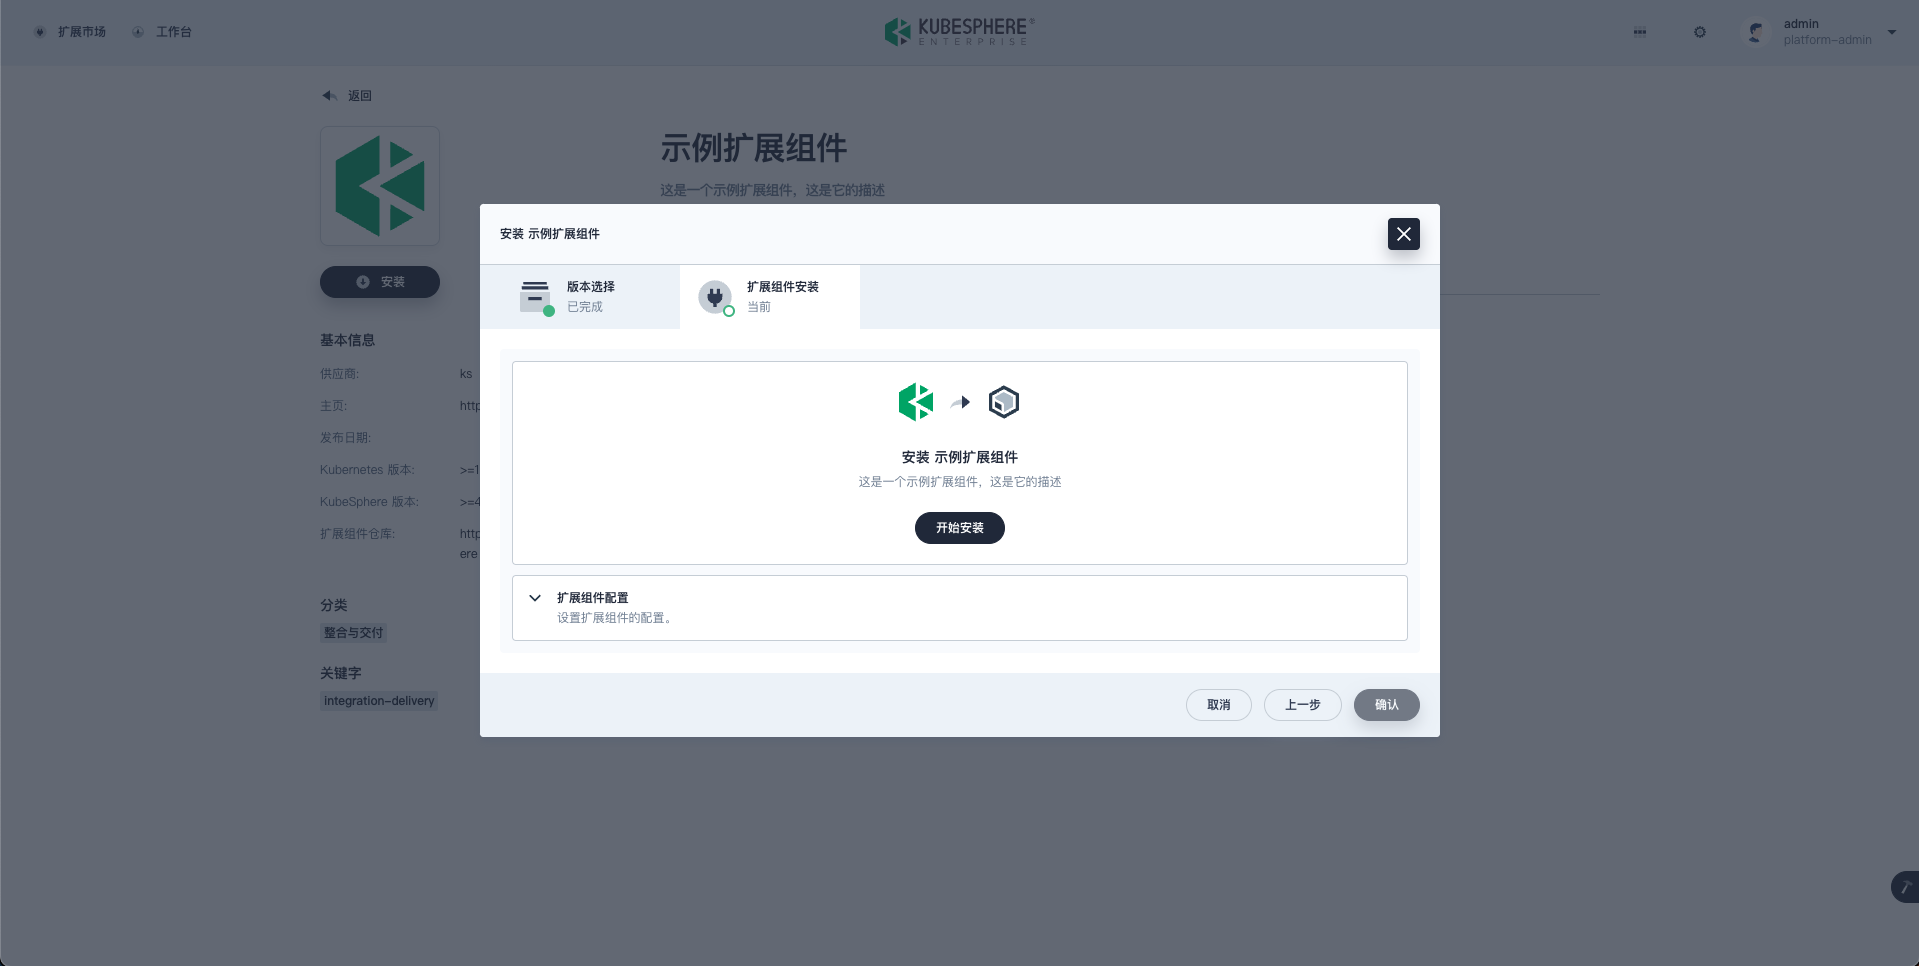 扩展市场
工作台
KUBESPHERE®
ENTERPRISE
admin
platform-admin
返回
示例扩展组件
这是一个示例扩展组件，这是它的描述
安装
基本信息
供应商: ks
主页: http
发布日期:
Kubernetes 版本: >=1
KubeSphere 版本: >=4
扩展组件仓库: http
ere
分类
整合与交付
关键字
integration-delivery
安装 示例扩展组件
版本选择
已完成
扩展组件安装
当前
安装 示例扩展组件
这是一个示例扩展组件，这是它的描述
开始安装
扩展组件配置
设置扩展组件的配置。
取消
上一步
确认